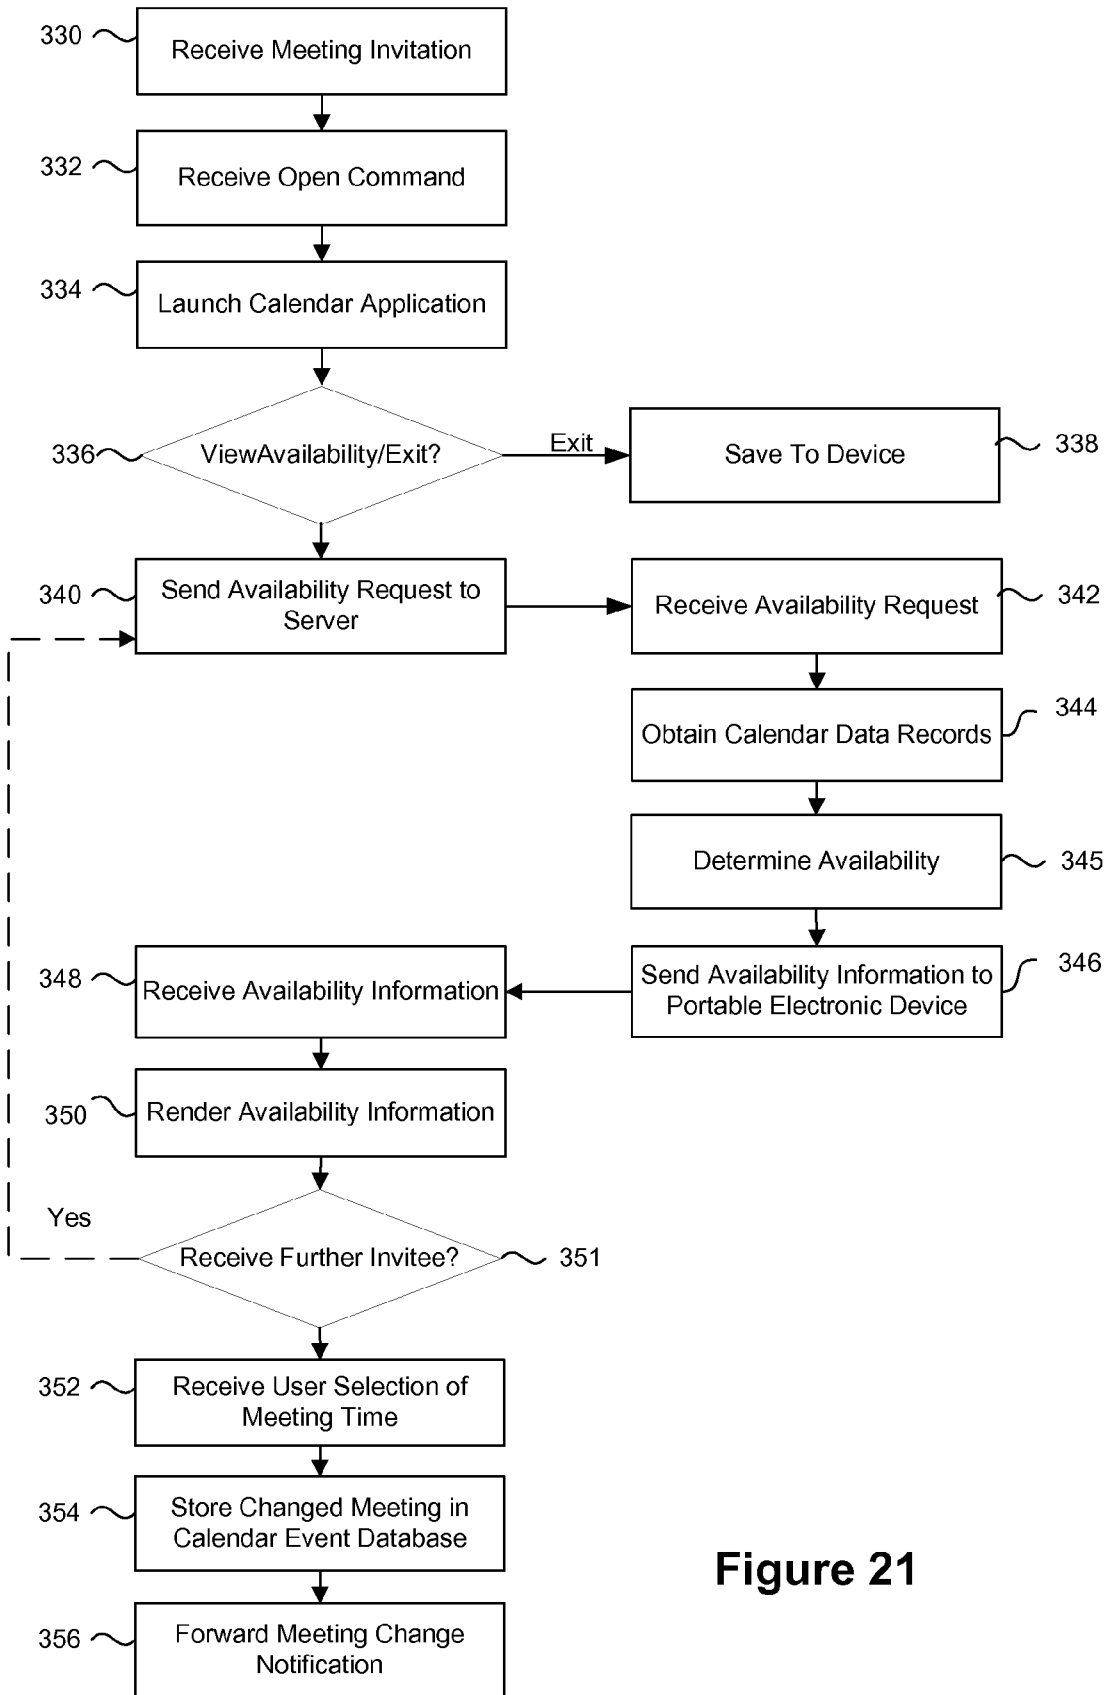 330
Receive Meeting Invitation
332
Receive Open Command
334
Launch Calendar Application
336
ViewAvailability/Exit?
Exit
Save To Device
338
340
Send Availability Request to
Server
Receive Availability Request
342
Obtain Calendar Data Records
344
Determine Availability
345
Send Availability Information to
Portable Electronic Device
346
348
Receive Availability Information
350
Render Availability Information
Yes
Receive Further Invitee?
351
352
Receive User Selection of
Meeting Time
354
Store Changed Meeting in
Calendar Event Database
356
Forward Meeting Change
Notification
Figure 21